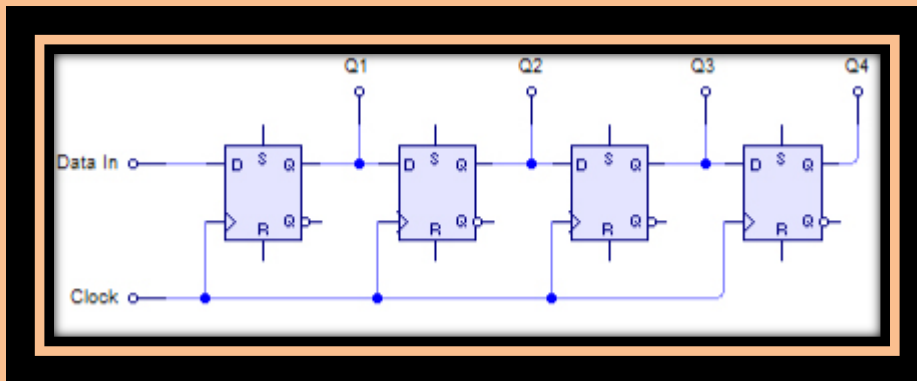 Q1 Q2 Q3 Q4
S S S S
Data In D Q D Q D Q D Q
R Q R Q R Q R Q
Clock